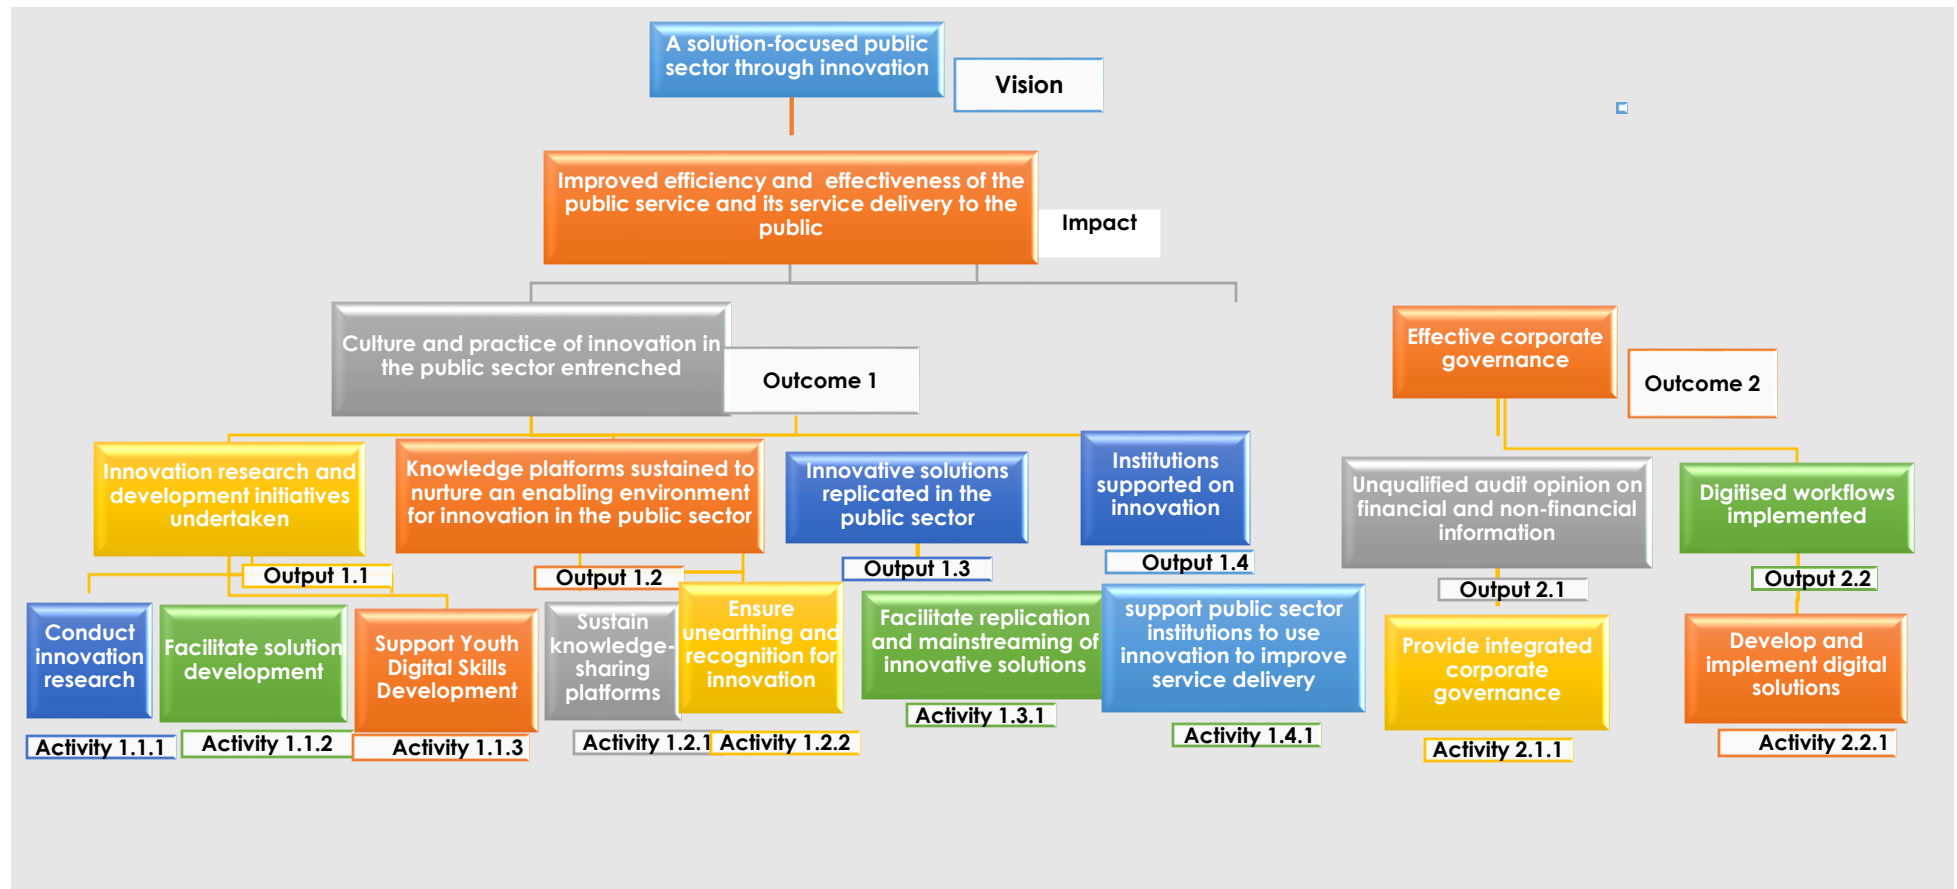 A solution-focused public
sector through innovation
Vision
Improved efficiency and effectiveness of the
public service and its service delivery to the
public
Impact
Culture and practice of innovation in
the public sector entrenched
Outcome 1
Effective corporate
governance
Outcome 2
Innovation research and
development initiatives
undertaken
Output 1.1
Knowledge platforms sustained to
nurture an enabling environment
for innovation in the public sector
Output 1.2
Innovative solutions
replicated in the
public sector
Output 1.3
Institutions
supported on
innovation
Output 1.4
Unqualified audit opinion on
financial and non-financial
information
Output 2.1
Digitised workflows
implemented
Output 2.2
Conduct
innovation
research
Activity 1.1.1
Facilitate solution
development
Activity 1.1.2
Support Youth
Digital Skills
Development
Activity 1.1.3
Sustain
knowledge-
sharing
platforms
Activity 1.2.1
Ensure
unearthing and
recognition for
innovation
Activity 1.2.2
Facilitate replication
and mainstreaming of
innovative solutions
Activity 1.3.1
support public sector
institutions to use
innovation to improve
service delivery
Activity 1.4.1
Provide integrated
corporate
governance
Activity 2.1.1
Develop and
implement digital
solutions
Activity 2.2.1